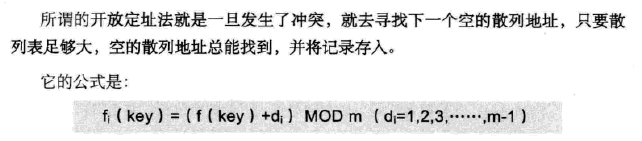 所谓的开放定址法就是一旦发生了冲突，就去寻找下一个空的散列地址，只要散
列表足够大，空的散列地址总能找到，并将记录存入。
它的公式是：
fᵢ ( key ) = ( f ( key ) +dᵢ ) MOD m ( dᵢ=1,2,3,……,m-1 )